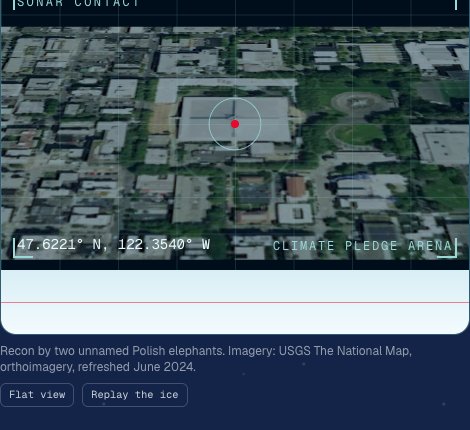 SONAR CONTACT
47.6221° N, 122.3540° W
CLIMATE PLEDGE ARENA
Recon by two unnamed Polish elephants. Imagery: USGS The National Map,
orthoimagery, refreshed June 2024.
Flat view
Replay the ice